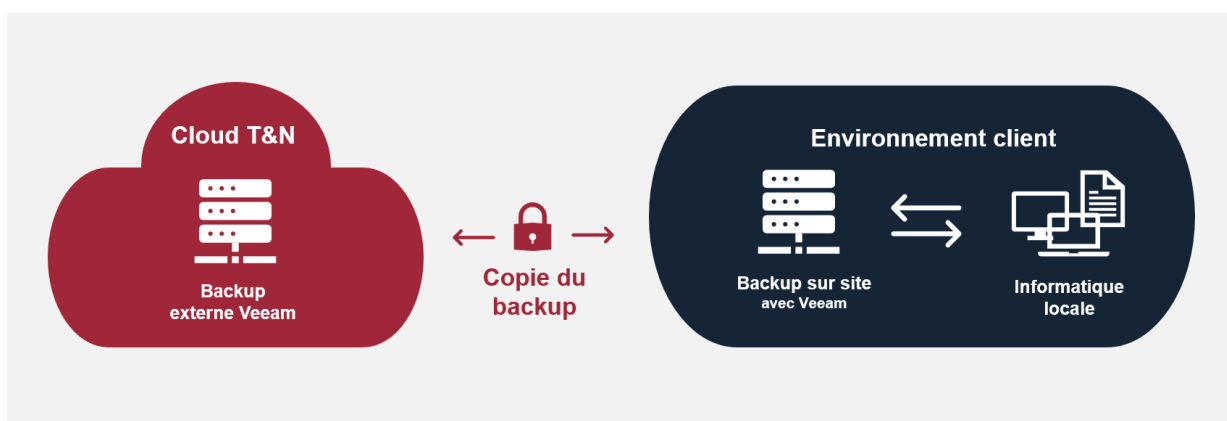 Cloud T&N
Backup
externe Veeam
Copie du
backup
Environnement client
Backup sur site
avec Veeam
Informatique
locale